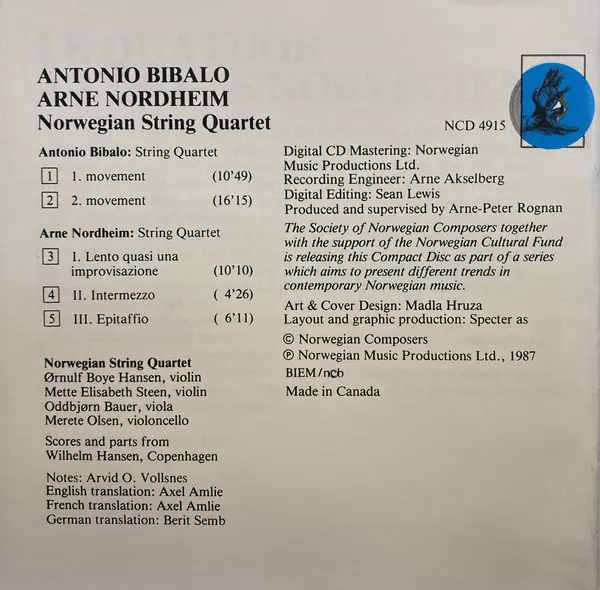 ANTONIO BIBALO
ARNE NORDHEIM
Norwegian String Quartet
Antonio Bibalo: String Quartet
1 1. movement (10'49)
2 2. movement (16'15)
Arne Nordheim: String Quartet
3 I. Lento quasi una
improvisazione (10'10)
4 II. Intermezzo ( 4'26)
5 III. Epitaffio ( 6'11)
Norwegian String Quartet
Ørnulf Boye Hansen, violin
Mette Elisabeth Steen, violin
Oddbjørn Bauer, viola
Merete Olsen, violoncello
Scores and parts from
Wilhelm Hansen, Copenhagen
Notes: Arvid O. Vollsnes
English translation: Axel Amlie
French translation: Axel Amlie
German translation: Berit Semb
NCD 4915
Digital CD Mastering: Norwegian
Music Productions Ltd.
Recording Engineer: Arne Akselberg
Digital Editing: Sean Lewis
Produced and supervised by Arne-Peter Rognan
The Society of Norwegian Composers together
with the support of the Norwegian Cultural Fund
is releasing this Compact Disc as part of a series
which aims to present different trends in
contemporary Norwegian music.
Art & Cover Design: Madla Hruza
Layout and graphic production: Specter as
© Norwegian Composers
℗ Norwegian Music Productions Ltd., 1987
BIEM/ncb
Made in Canada